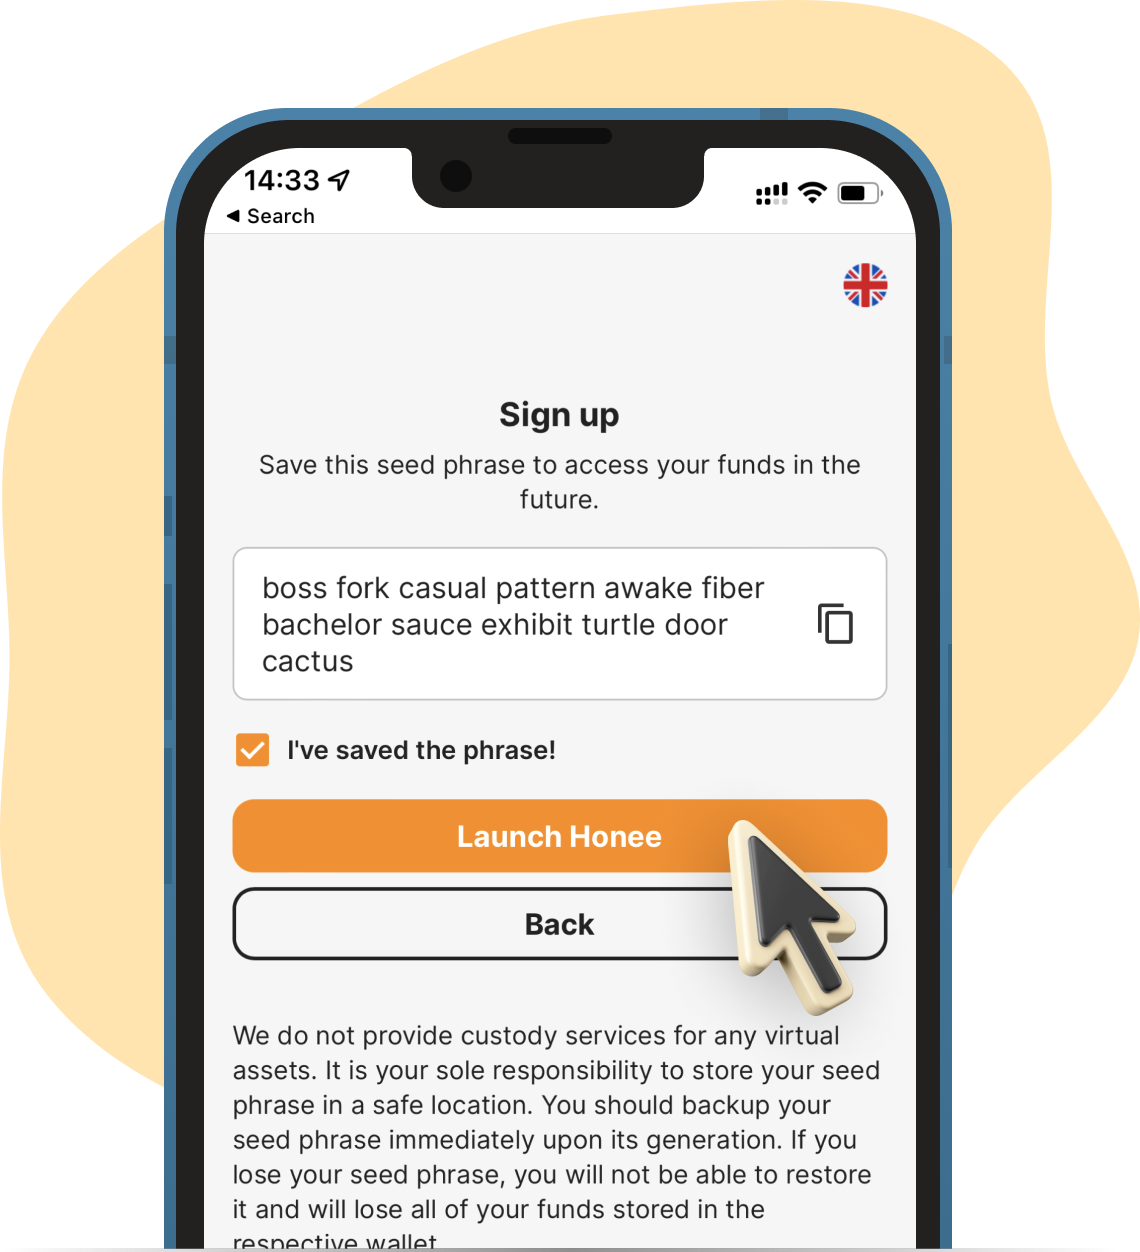 14:33
◀ Search
Sign up
Save this seed phrase to access your funds in the
future.
boss fork casual pattern awake fiber
bachelor sauce exhibit turtle door
cactus
I've saved the phrase!
Launch Honee
Back
We do not provide custody services for any virtual
assets. It is your sole responsibility to store your seed
phrase in a safe location. You should backup your
seed phrase immediately upon its generation. If you
lose your seed phrase, you will not be able to restore
it and will lose all of your funds stored in the
respective wallet